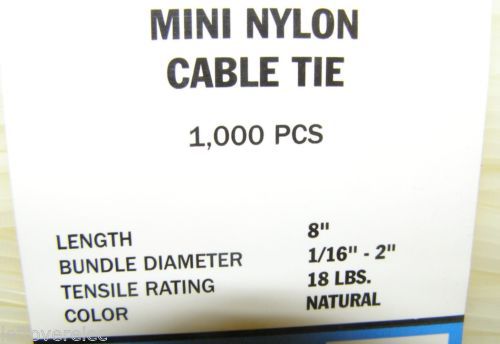 MINI NYLON
CABLE TIE
1,000 PCS
LENGTH 8"
BUNDLE DIAMETER 1/16" - 2"
TENSILE RATING 18 LBS.
COLOR NATURAL
introverelec